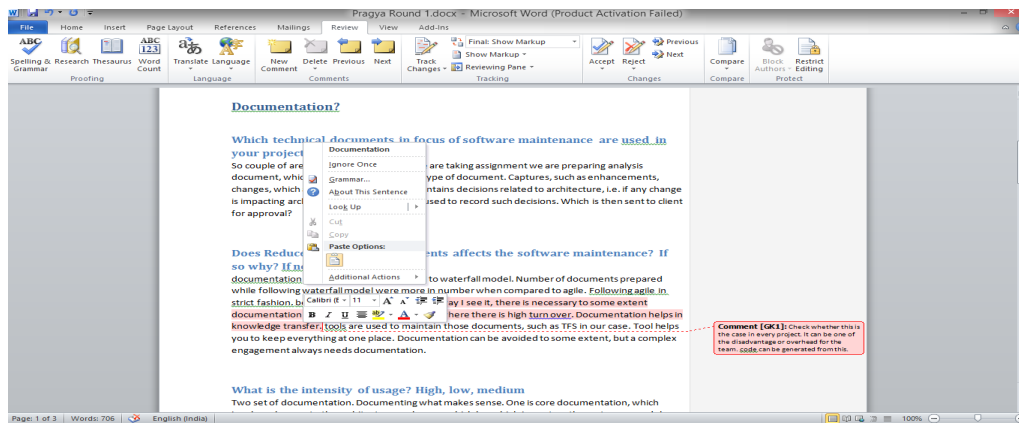 Pragya Round 1.docx - Microsoft Word (Product Activation Failed)
File Home Insert Page Layout References Mailings Review View Add-Ins
ABC Spelling & Grammar
Research
Thesaurus
ABC 123 Word Count
Translate
Language
New Comment
Delete
Previous
Next
Track Changes
Final: Show Markup
Show Markup
Reviewing Pane
Accept
Reject
Previous
Next
Compare
Block Authors
Restrict Editing
Proofing Language Comments Tracking Changes Compare Protect
Documentation?
Which technical documents in focus of software maintenance are used in
your project
So couple of are are taking assignment we are preparing analysis
document, whic ype of document. Captures, such as enhancements,
changes, which ntains decisions related to architecture, i.e. if any change
is impacting arc used to record such decisions. Which is then sent to client
for approval?
Does Reduce ents affects the software maintenance? If
so why? If n
documentation to waterfall model. Number of documents prepared
while following waterfall model were more in number when compared to agile. Following agile in
strict fashion. be ay I see it, there is necessary to some extent
documentation here there is high turn over. Documentation helps in
knowledge transfer. tools are used to maintain those documents, such as TFS in our case. Tool helps
you to keep everything at one place. Documentation can be avoided to some extent, but a complex
engagement always needs documentation.
What is the intensity of usage? High, low, medium
Two set of documentation. Documenting what makes sense. One is core documentation, which
Documentation
Ignore Once
Grammar...
About This Sentence
Look Up
Cut
Copy
Paste Options:
Additional Actions
Calibri (E 11
B I U
Comment [GK1]: Check whether this
is the case in every project. It can be one of
the disadvantage or overhead for the
team. code can be generated from this.
Page: 1 of 3 Words: 706 English (India) 100%